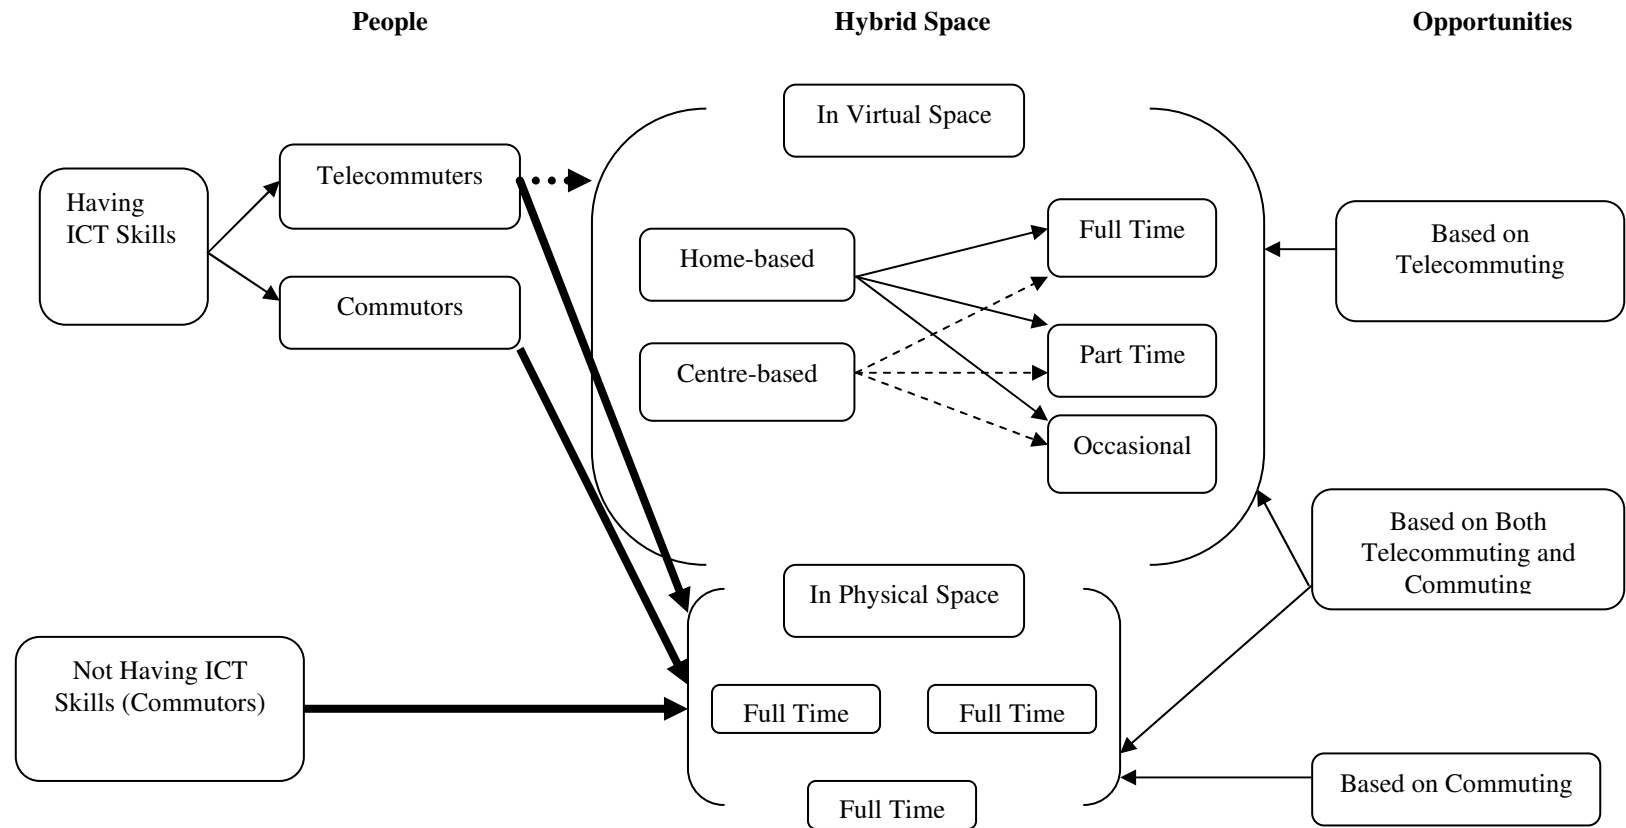 People
Hybrid Space
Opportunities
In Virtual Space
Telecommuters
Having
ICT Skills
Commutors
Home-based
Centre-based
Full Time
Part Time
Occasional
Based on
Telecommuting
Based on Both
Telecommuting and
Commuting
In Physical Space
Not Having ICT
Skills (Commutors)
Full Time
Full Time
Full Time
Based on Commuting